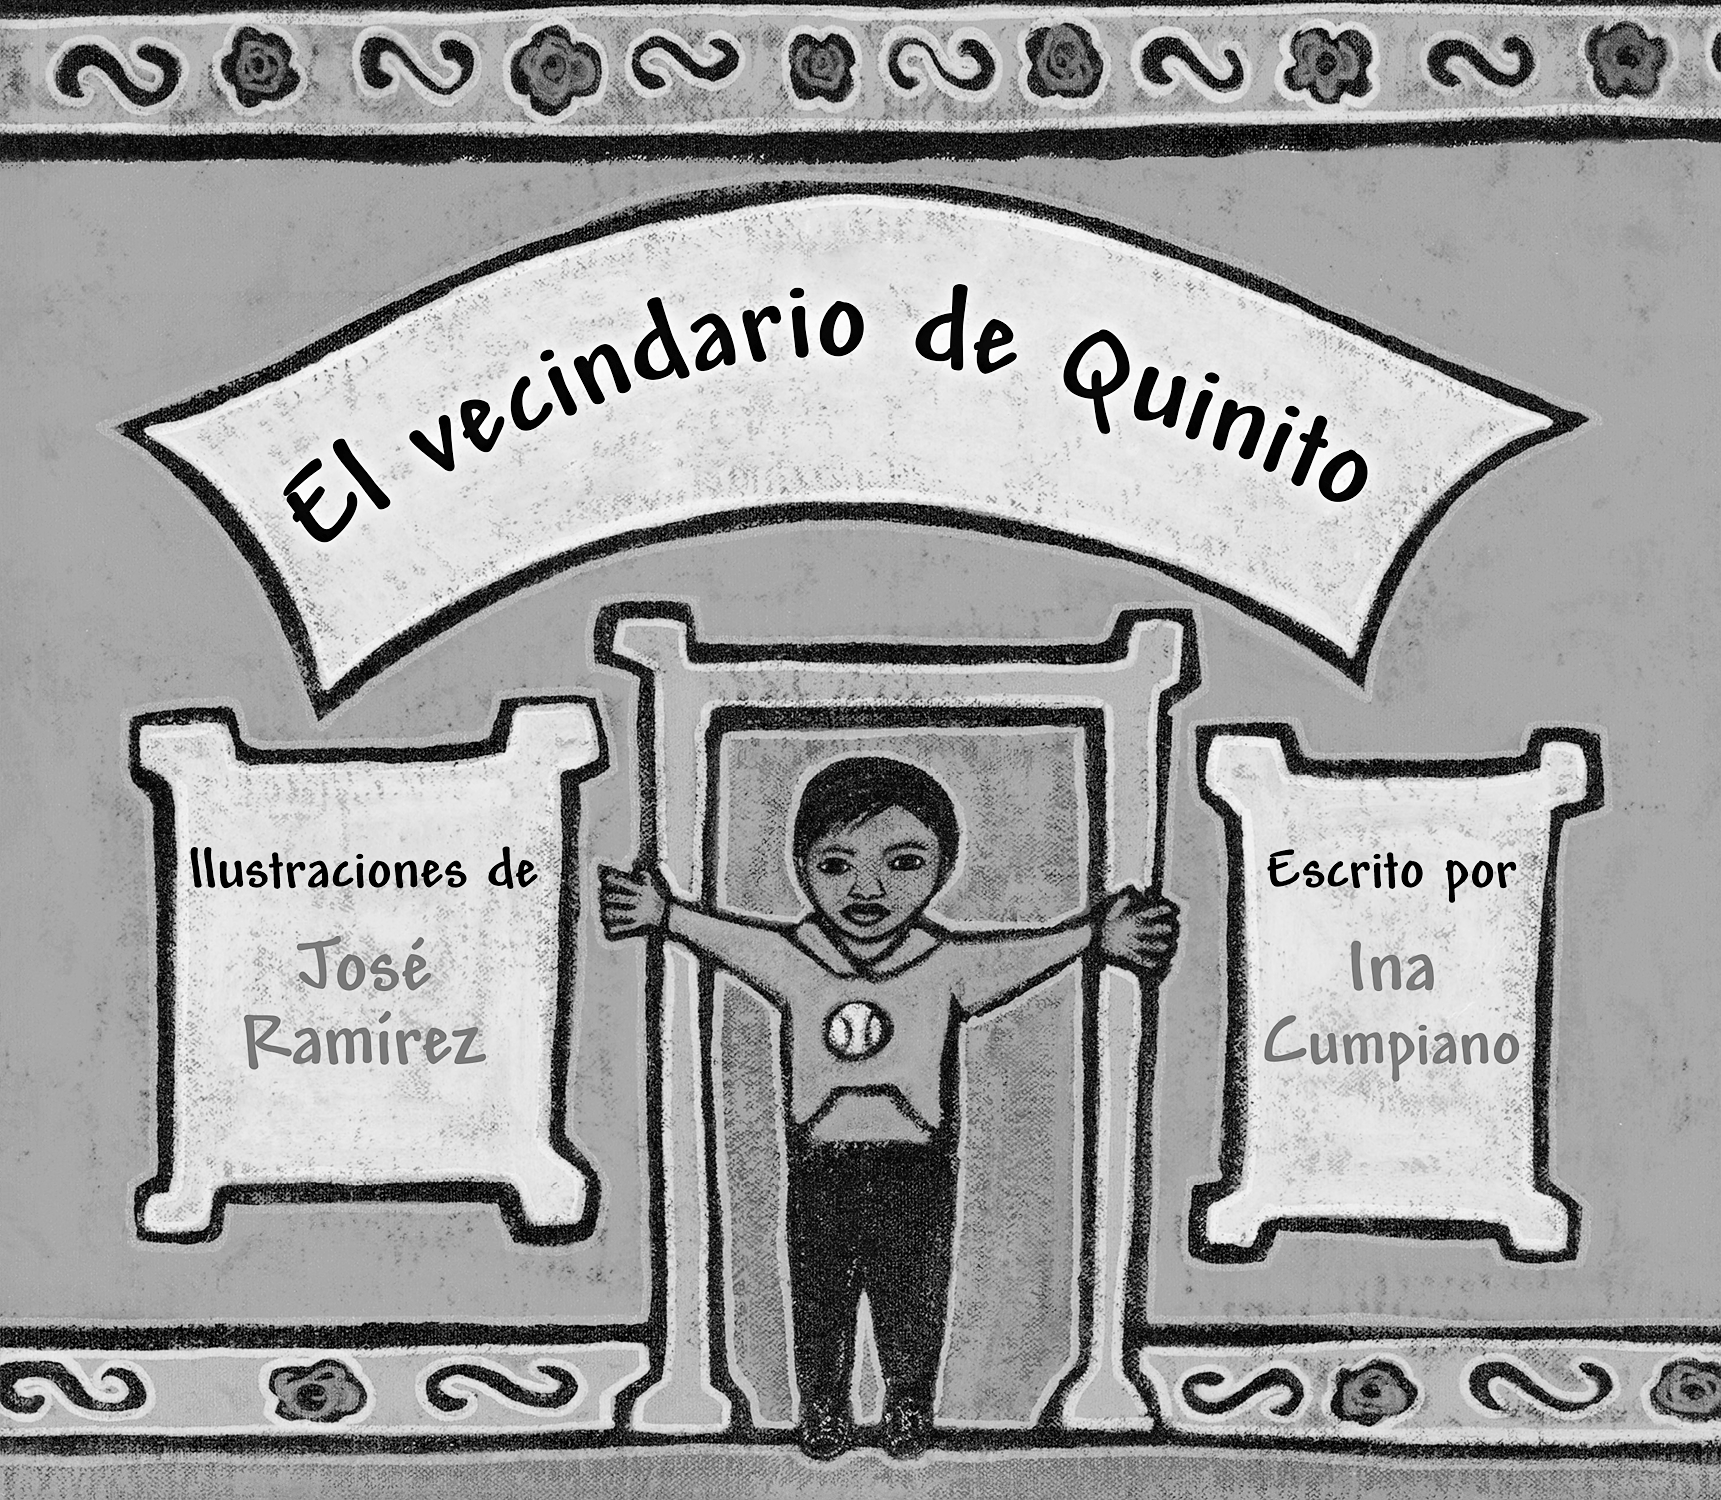 El vecindario de Quinito
Ilustraciones de
José
Ramírez
Escrito por
Ina
Cumpiano